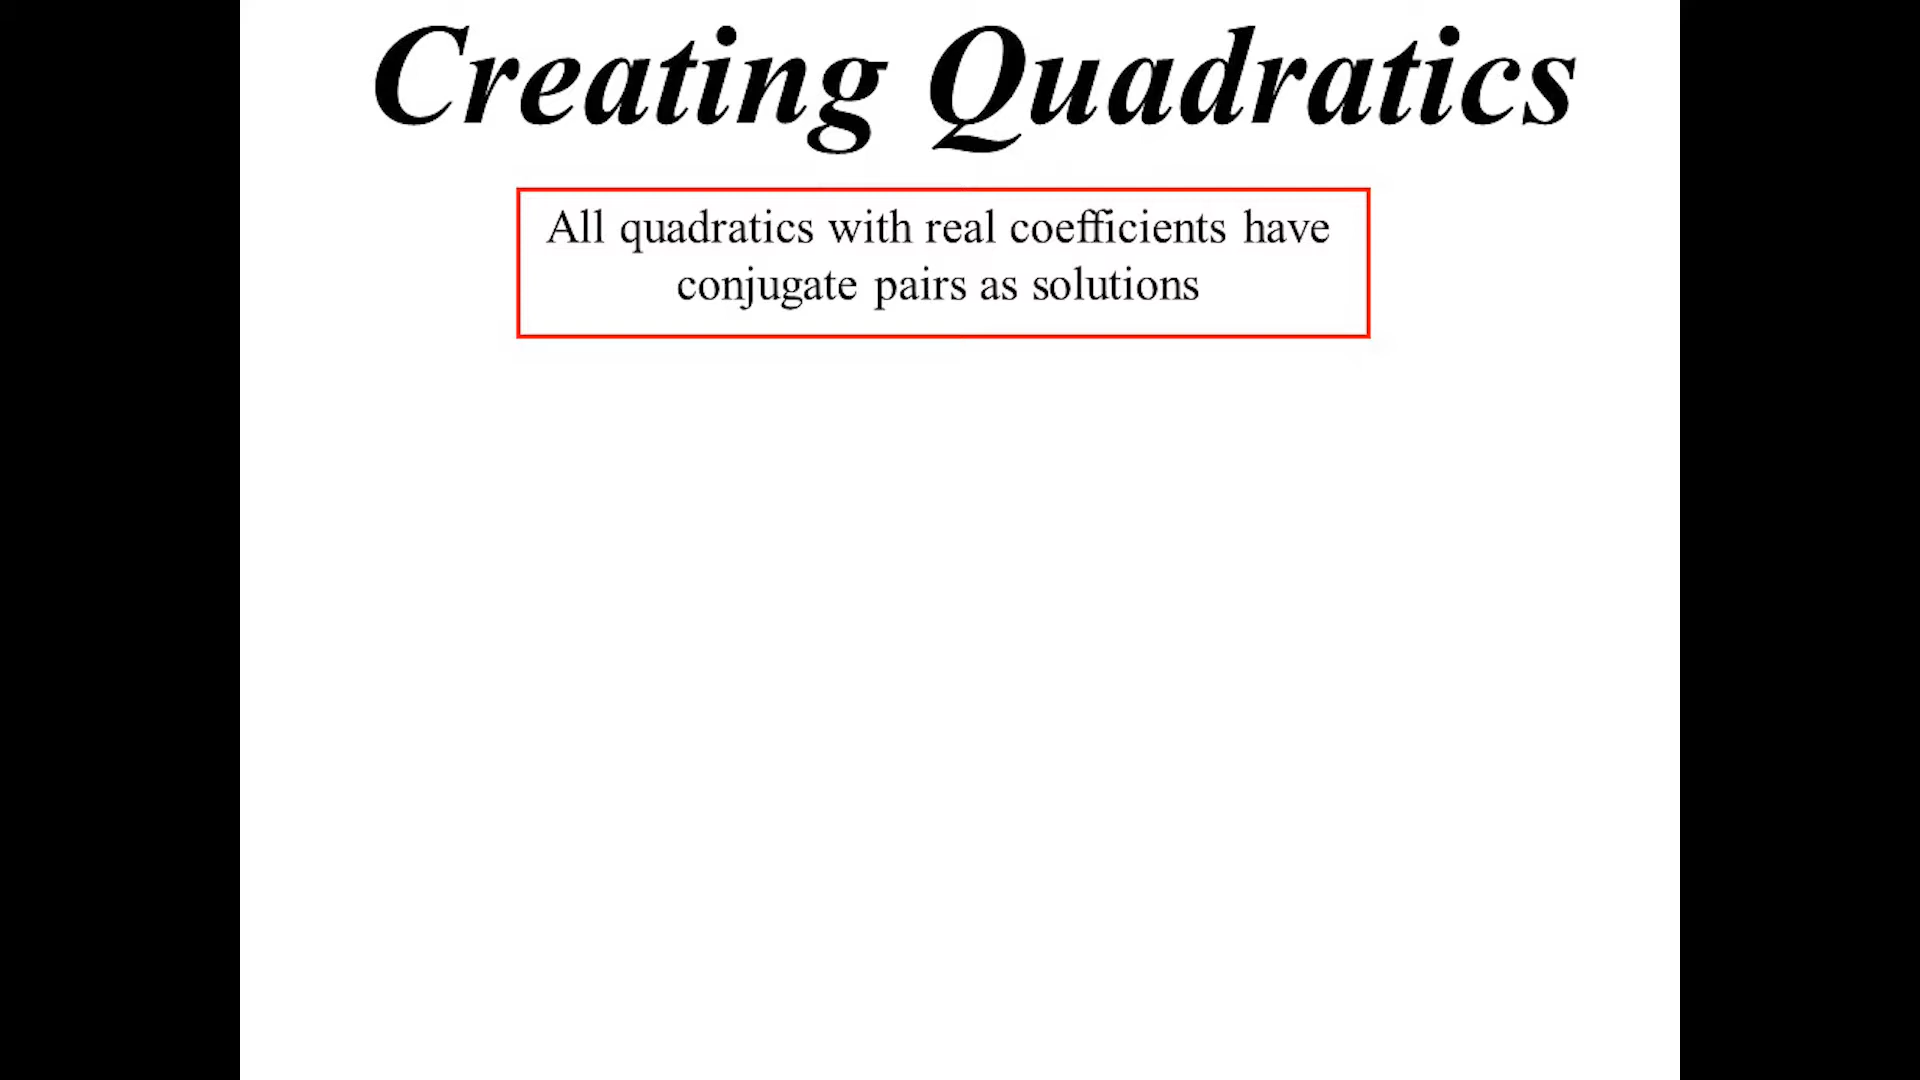 Creating Quadratics
All quadratics with real coefficients have
conjugate pairs as solutions